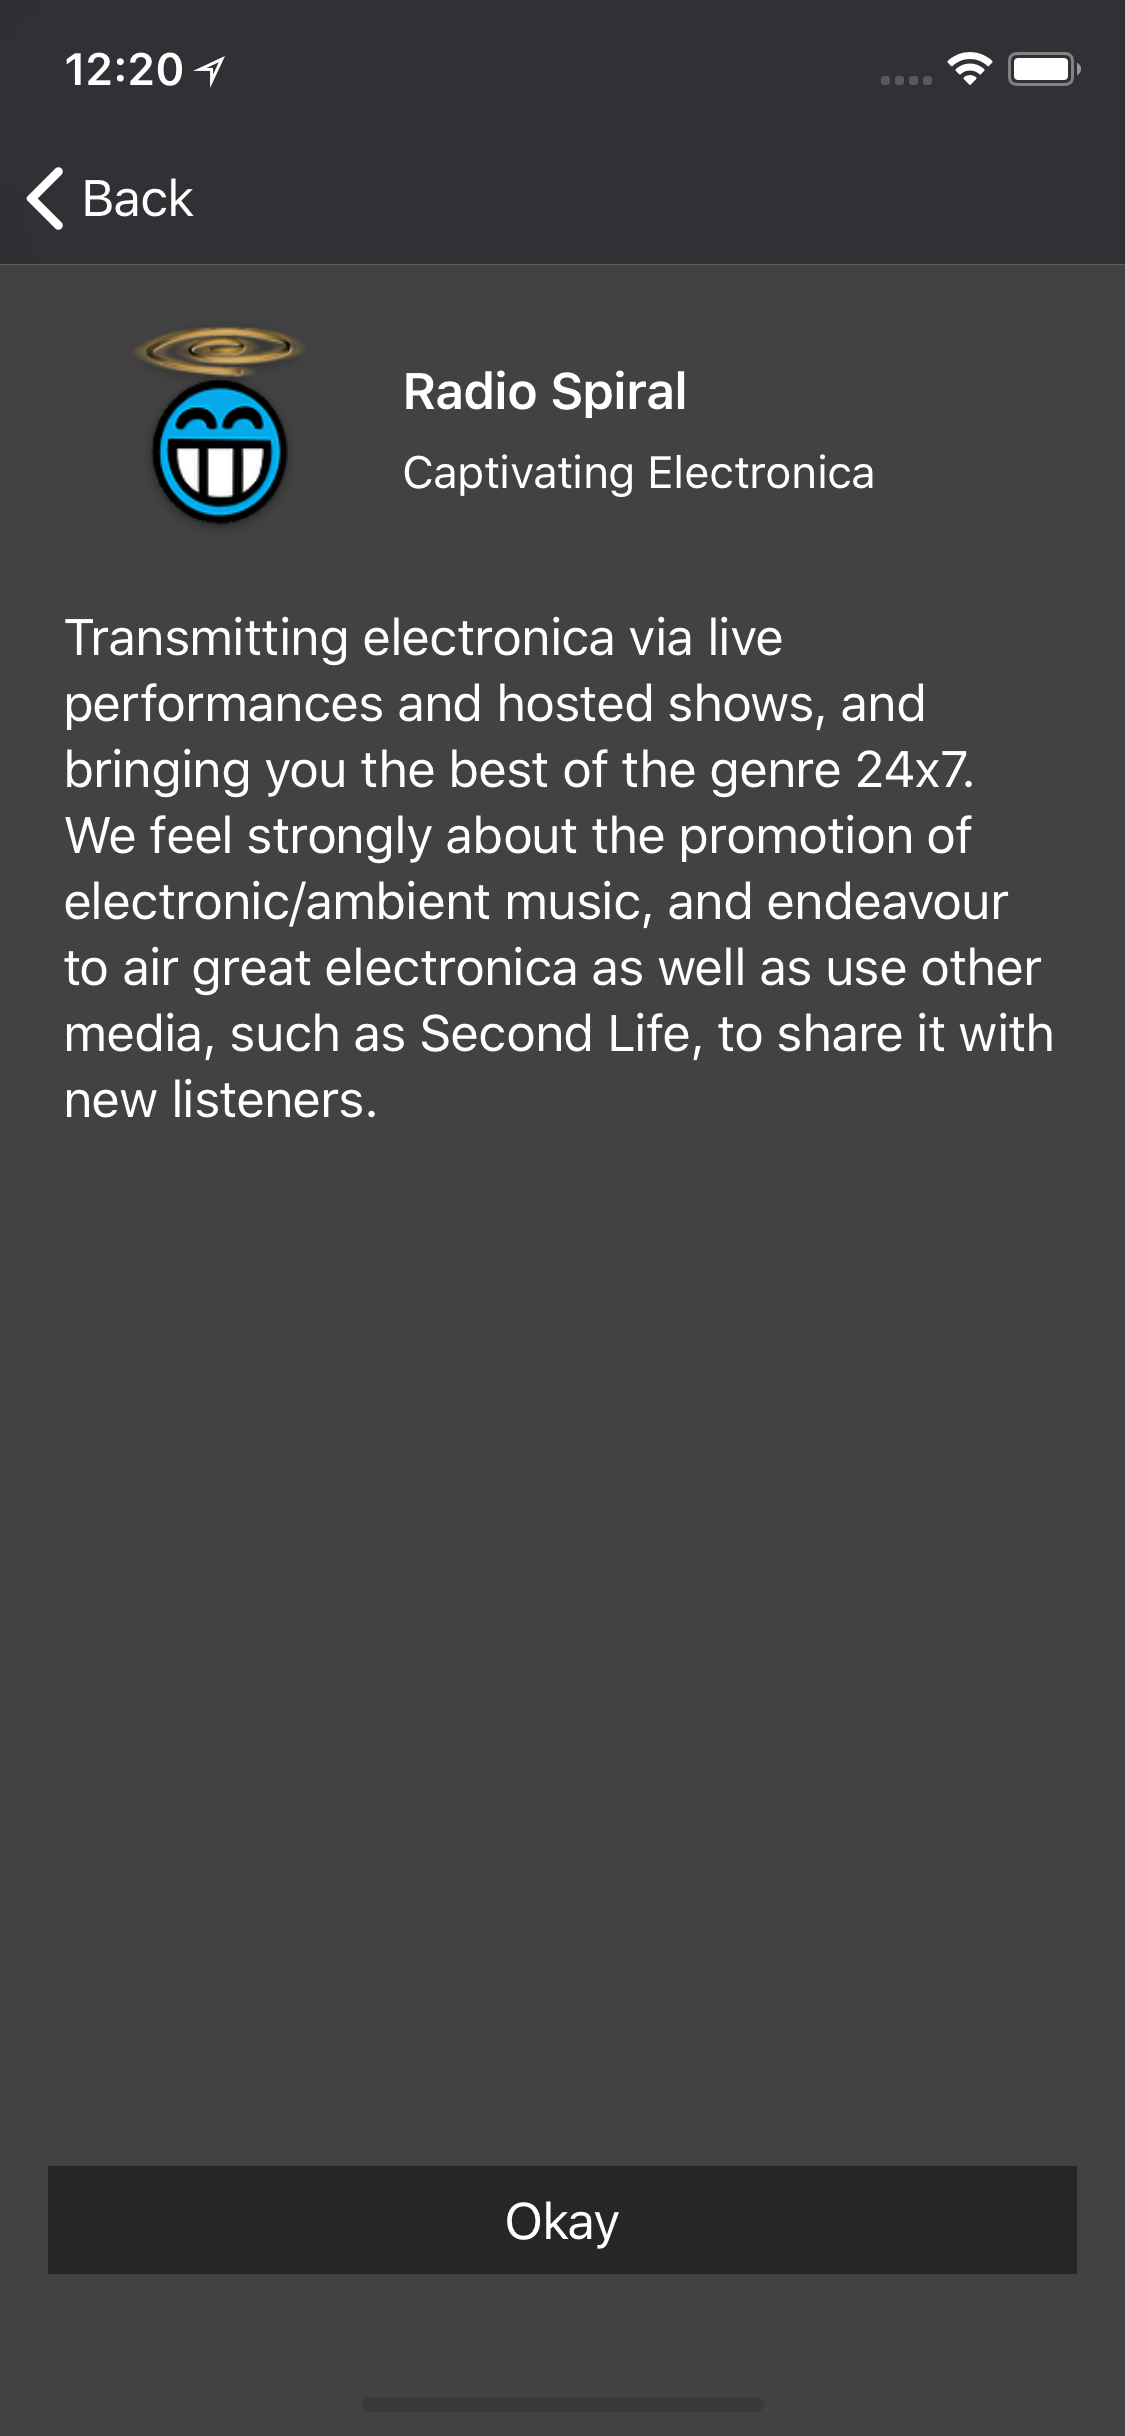 12:20
Back
Radio Spiral
Captivating Electronica
Transmitting electronica via live
performances and hosted shows, and
bringing you the best of the genre 24x7.
We feel strongly about the promotion of
electronic/ambient music, and endeavour
to air great electronica as well as use other
media, such as Second Life, to share it with
new listeners.
Okay